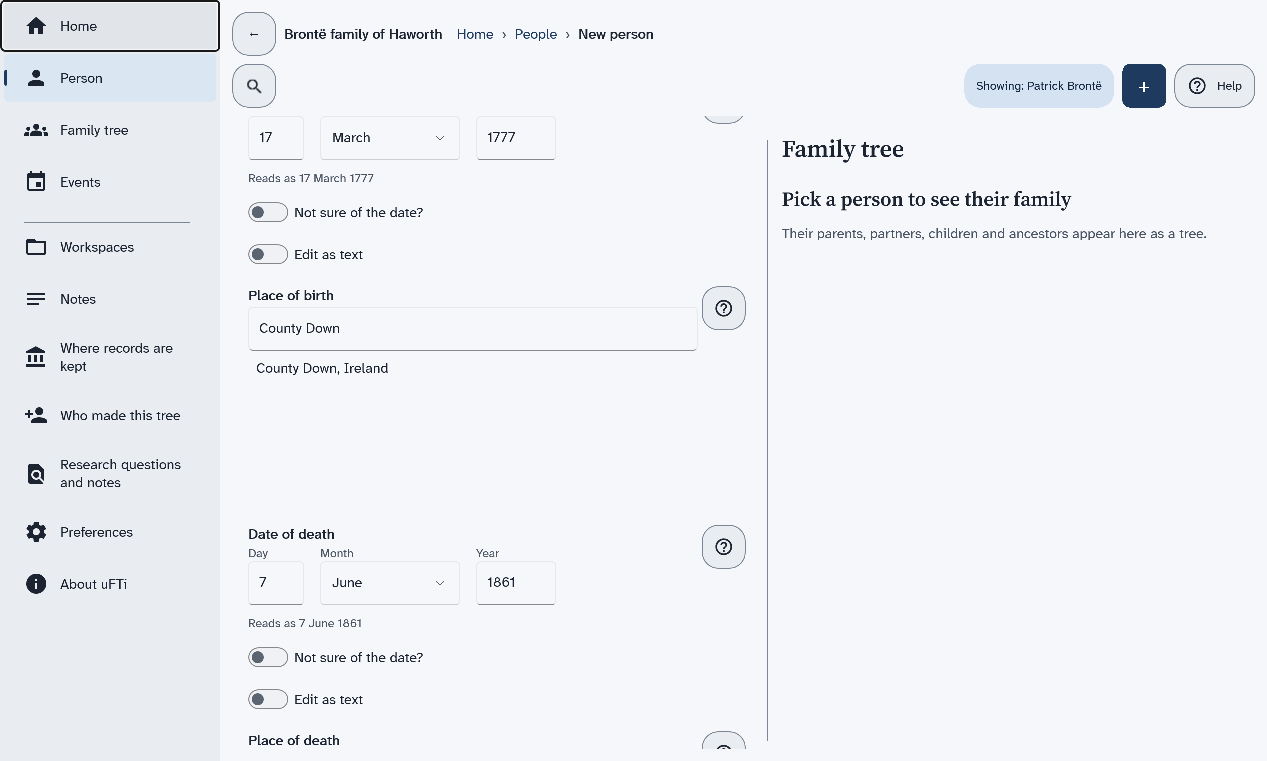 Home
Person
Family tree
Events
Workspaces
Notes
Where records are
kept
Who made this tree
Research questions
and notes
Preferences
About uFTi
← Brontë family of Haworth Home › People › New person
Showing: Patrick Brontë + Help
17 March 1777
Reads as 17 March 1777
Not sure of the date?
Edit as text
Place of birth
County Down
County Down, Ireland
Date of death
Day Month Year
7 June 1861
Reads as 7 June 1861
Not sure of the date?
Edit as text
Place of death
Family tree
Pick a person to see their family
Their parents, partners, children and ancestors appear here as a tree.